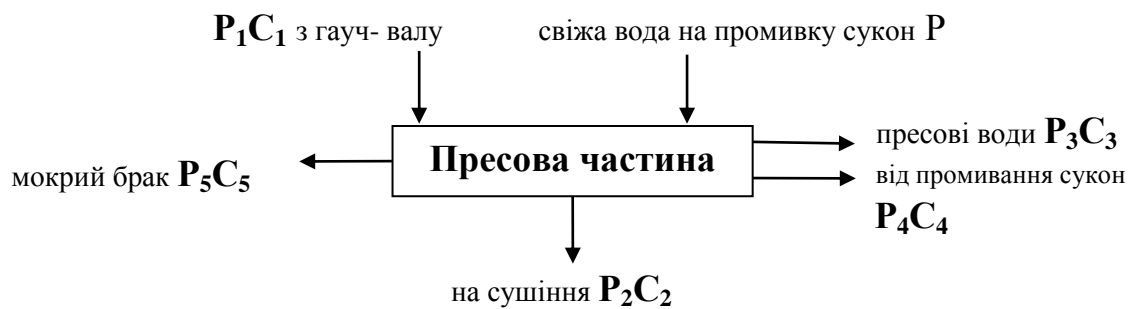 P₁C₁ з гауч- валу
свіжа вода на промивку сукон P
Пресова частина
пресові води P₃C₃
від промивання сукон
P₄C₄
мокрий брак P₅C₅
на сушіння P₂C₂